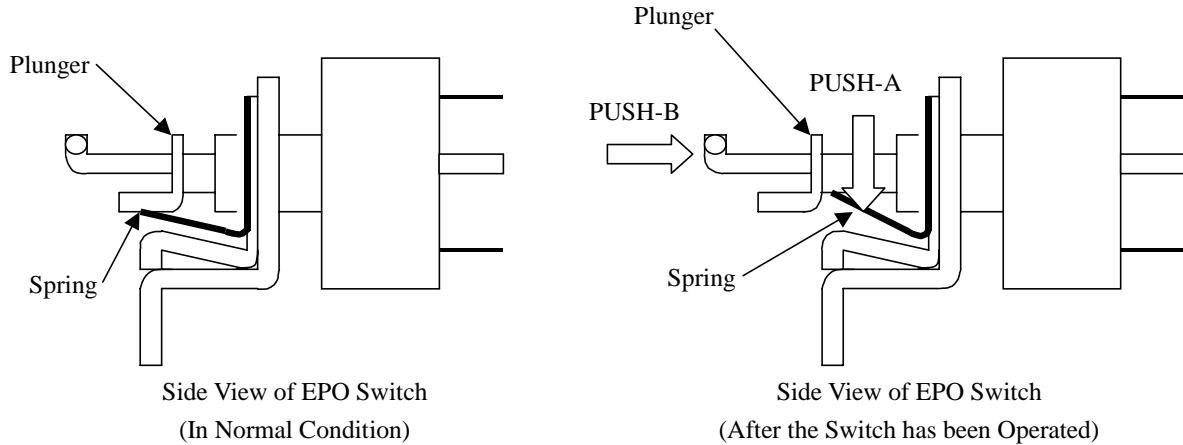 Plunger
Spring
Side View of EPO Switch
(In Normal Condition)
Plunger
PUSH-A
PUSH-B
Spring
Side View of EPO Switch
(After the Switch has been Operated)